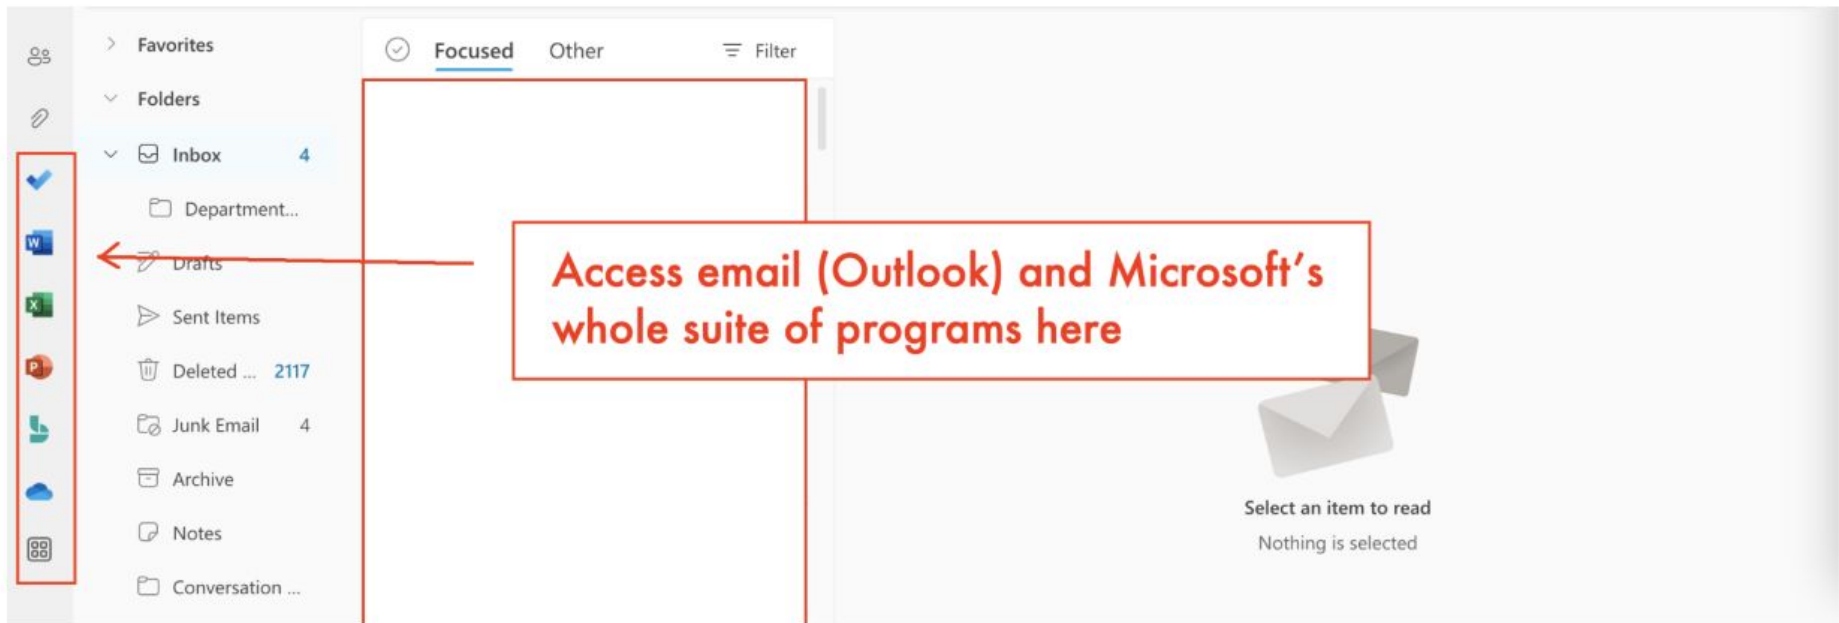 Favorites
Folders
Inbox 4
Department...
Drafts
Sent Items
Deleted ... 2117
Junk Email 4
Archive
Notes
Conversation ...
Focused Other Filter
Access email (Outlook) and Microsoft's
whole suite of programs here
Select an item to read
Nothing is selected
W
X
P
b